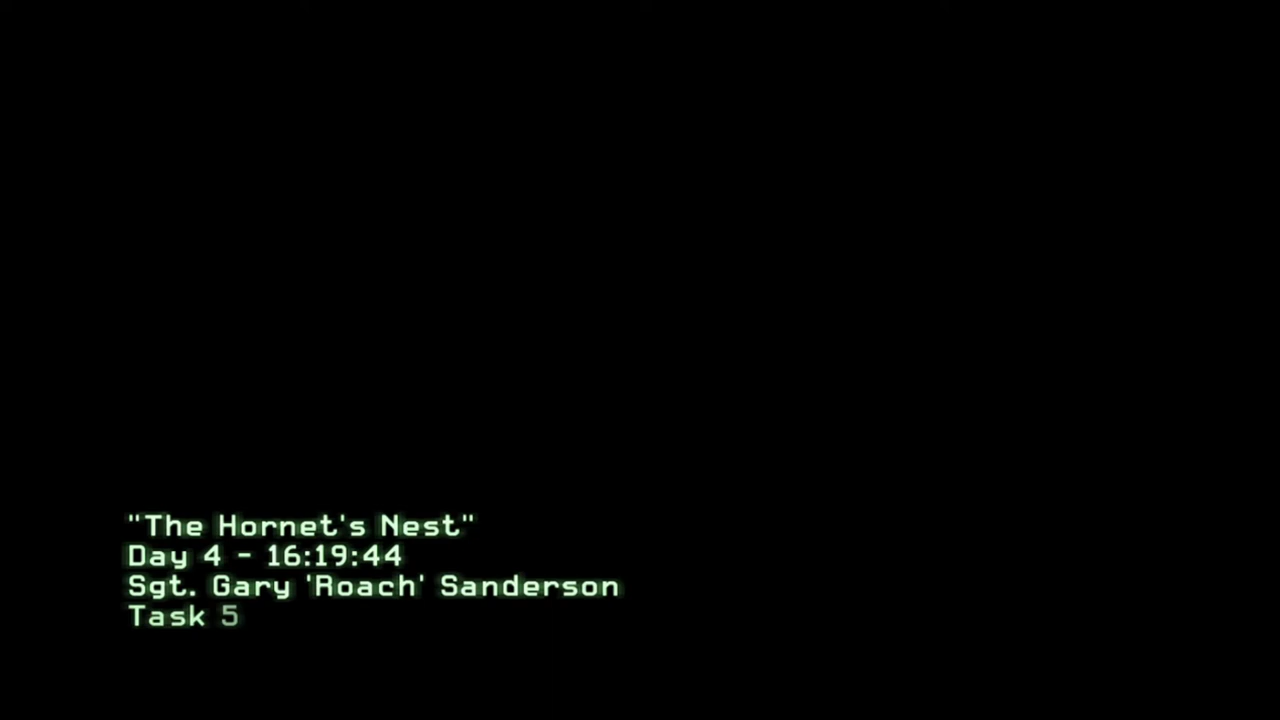 "The Hornet's Nest"
Day 4 - 16:19:44
Sgt. Gary 'Roach' Sanderson
Task 5